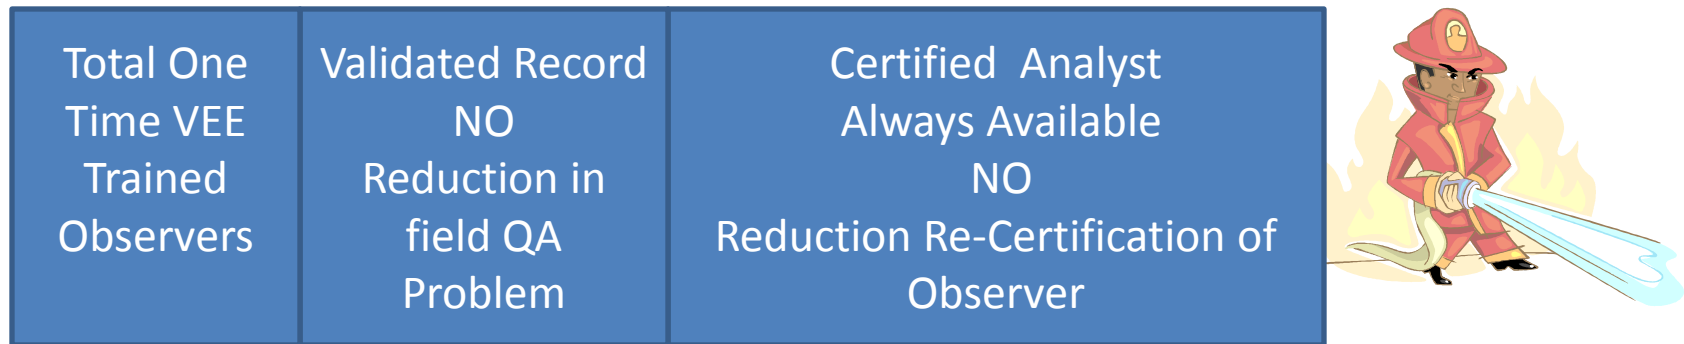 Total One
Time VEE
Trained
Observers
Validated Record
NO
Reduction in
field QA
Problem
Certified  Analyst
Always Available
NO
Reduction Re-Certification of
Observer